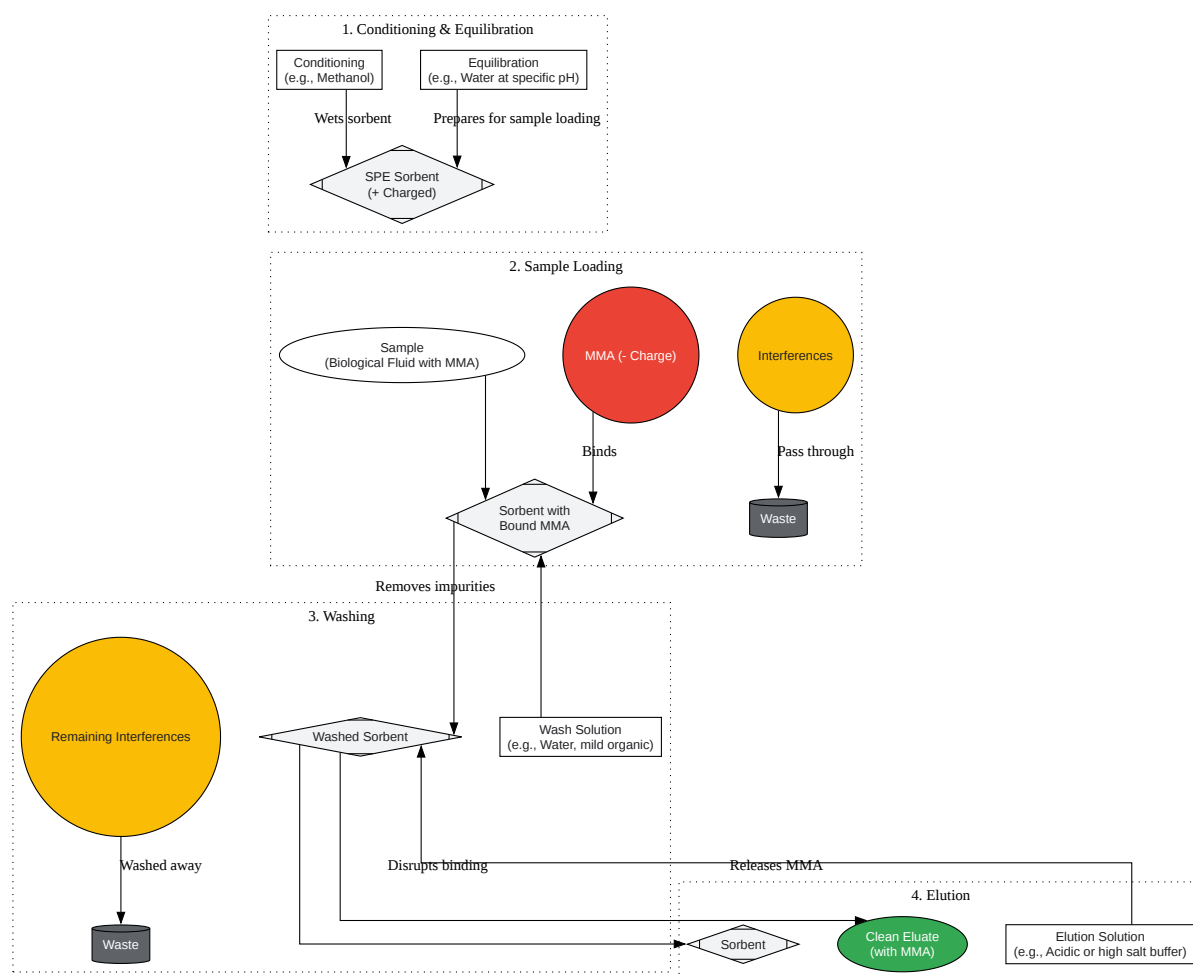 1. Conditioning & Equilibration
Conditioning
(e.g., Methanol)
Equilibration
(e.g., Water at specific pH)
Wets sorbent
Prepares for sample loading
SPE Sorbent
(+ Charged)
2. Sample Loading
Sample
(Biological Fluid with MMA)
MMA (- Charge)
Interferences
Binds
Pass through
Sorbent with
Bound MMA
Waste
Removes impurities
3. Washing
Remaining Interferences
Washed Sorbent
Wash Solution
(e.g., Water, mild organic)
Washed away
Disrupts binding
Releases MMA
4. Elution
Waste
Sorbent
Clean Eluate
(with MMA)
Elution Solution
(e.g., Acidic or high salt buffer)